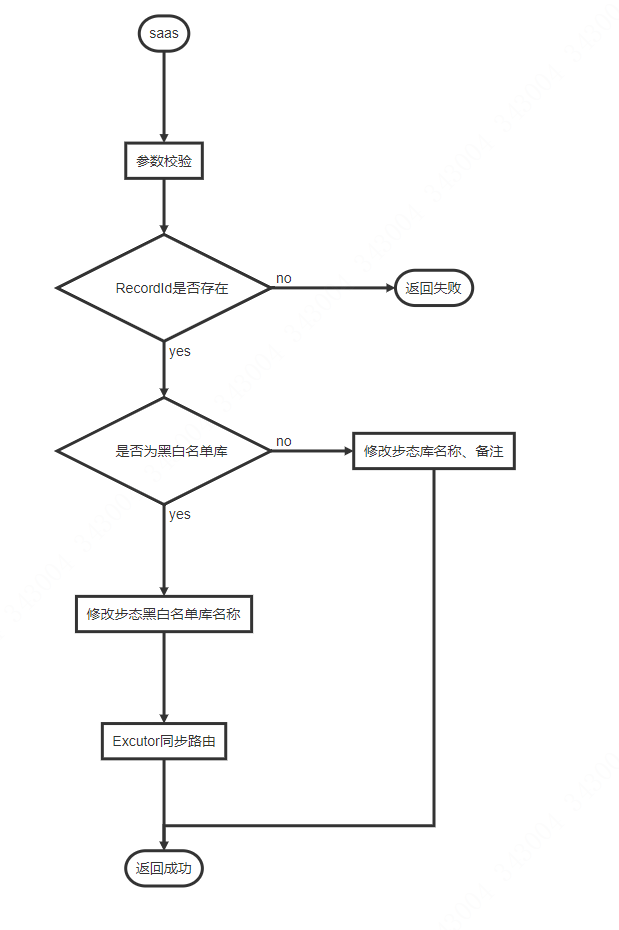 saas
参数校验
RecordId是否存在
no
返回失败
yes
是否为黑白名单库
no
修改步态库名称、备注
yes
修改步态黑白名单库名称
Excutor同步路由
返回成功